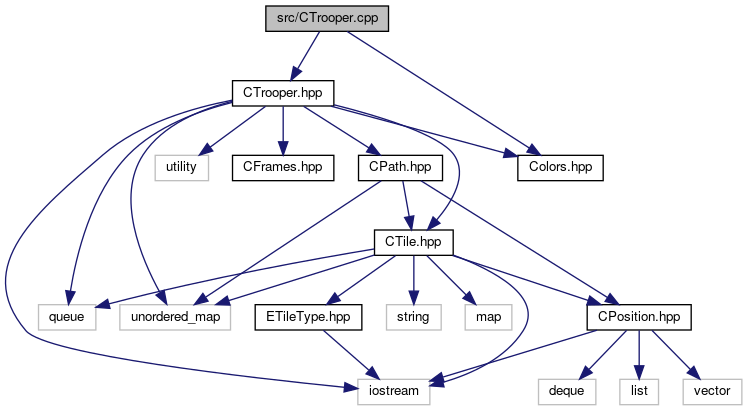 src/CTrooper.cpp
CTrooper.hpp
utility
CFrames.hpp
CPath.hpp
Colors.hpp
CTile.hpp
queue
unordered_map
ETileType.hpp
string
map
CPosition.hpp
iostream
deque
list
vector